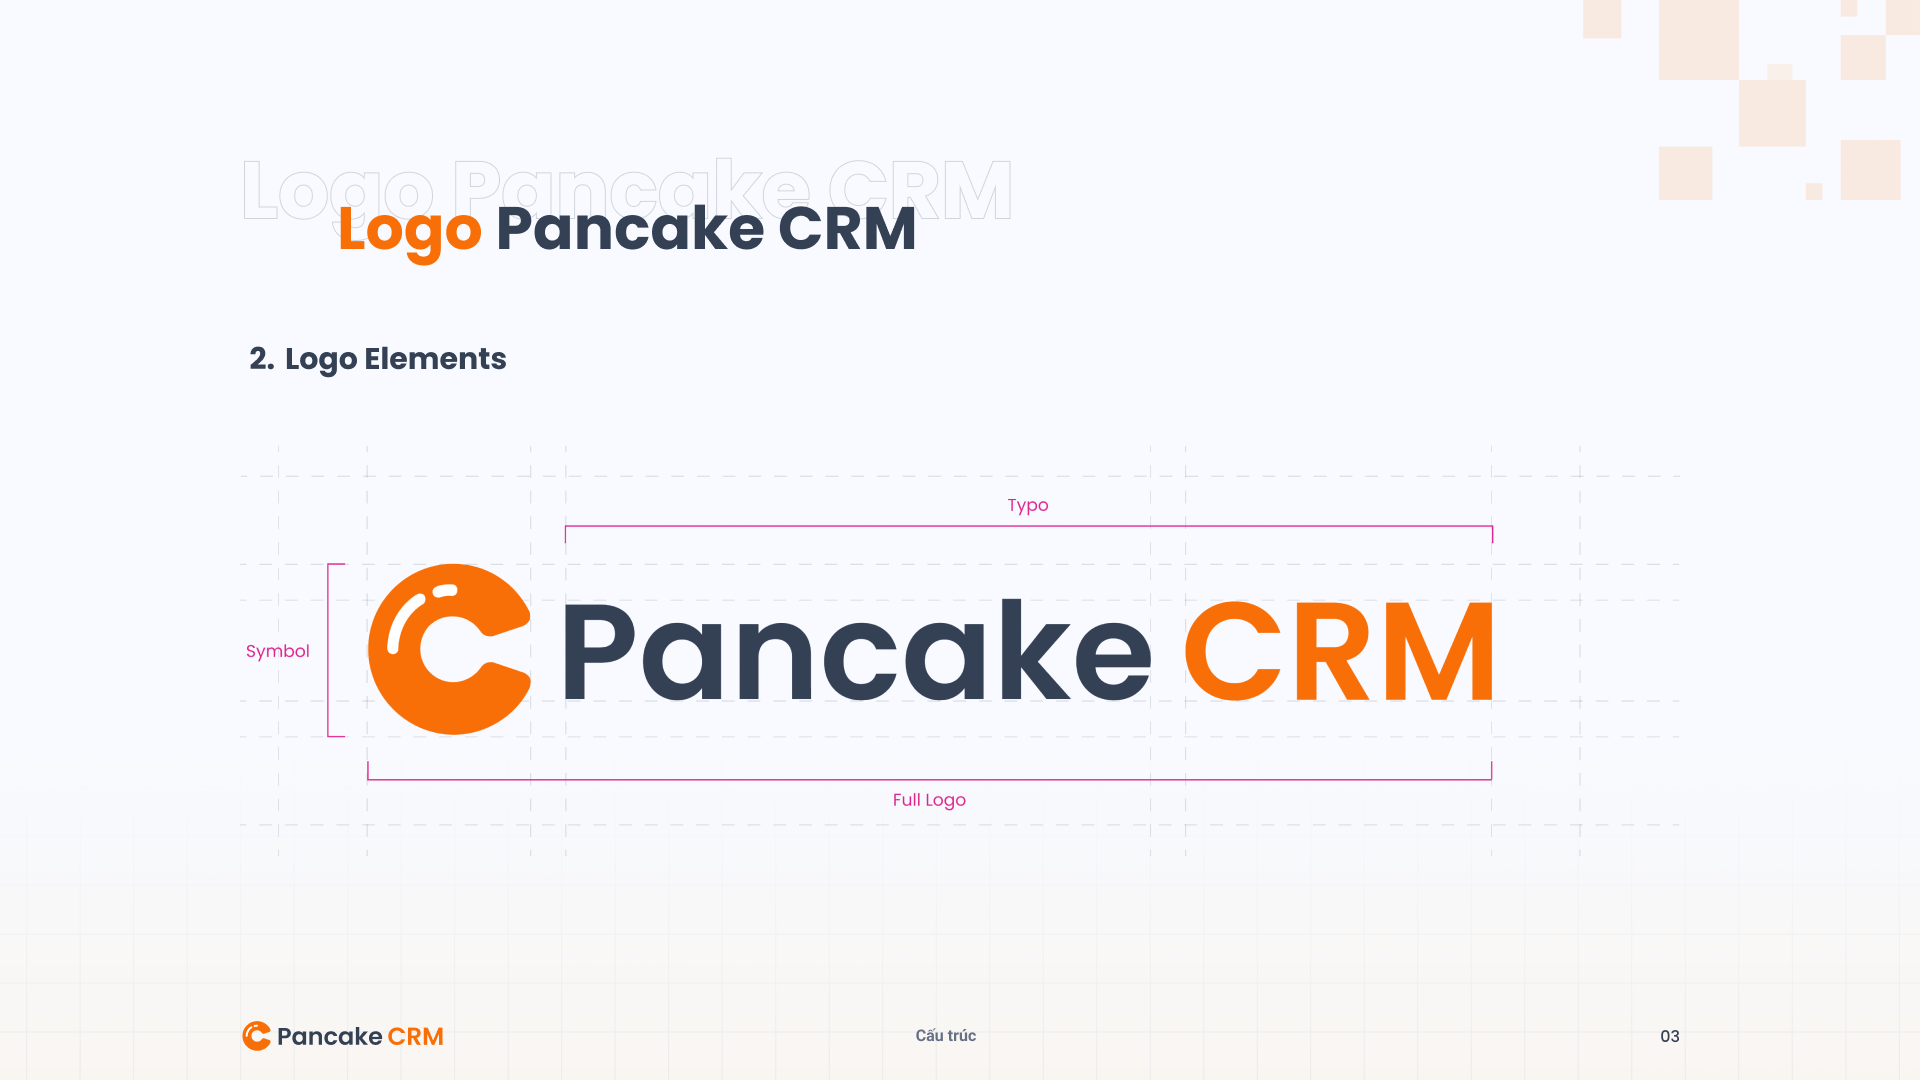 Logo Pancake CRM
Logo Pancake CRM
2. Logo Elements
Typo
Symbol
Pancake CRM
Full Logo
Pancake CRM
Cấu trúc
03